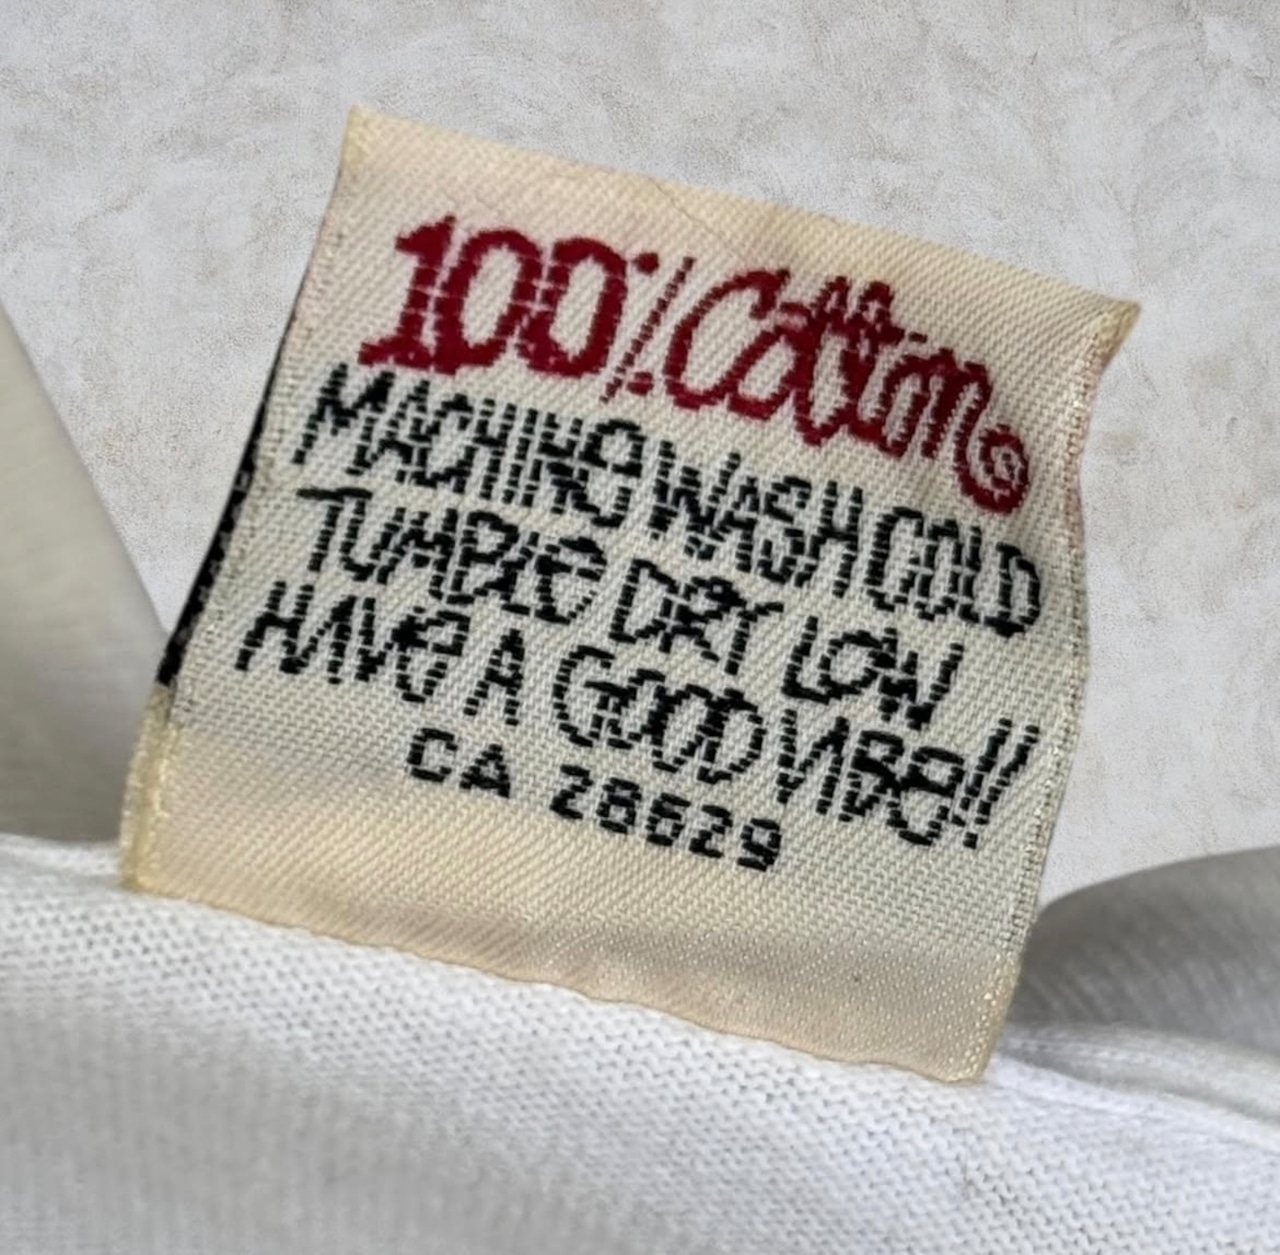 100% Cotton
MACHINE WASH COLD
TUMBLE DRY LOW
HAVE A GOOD VIBE!!
CA 28629